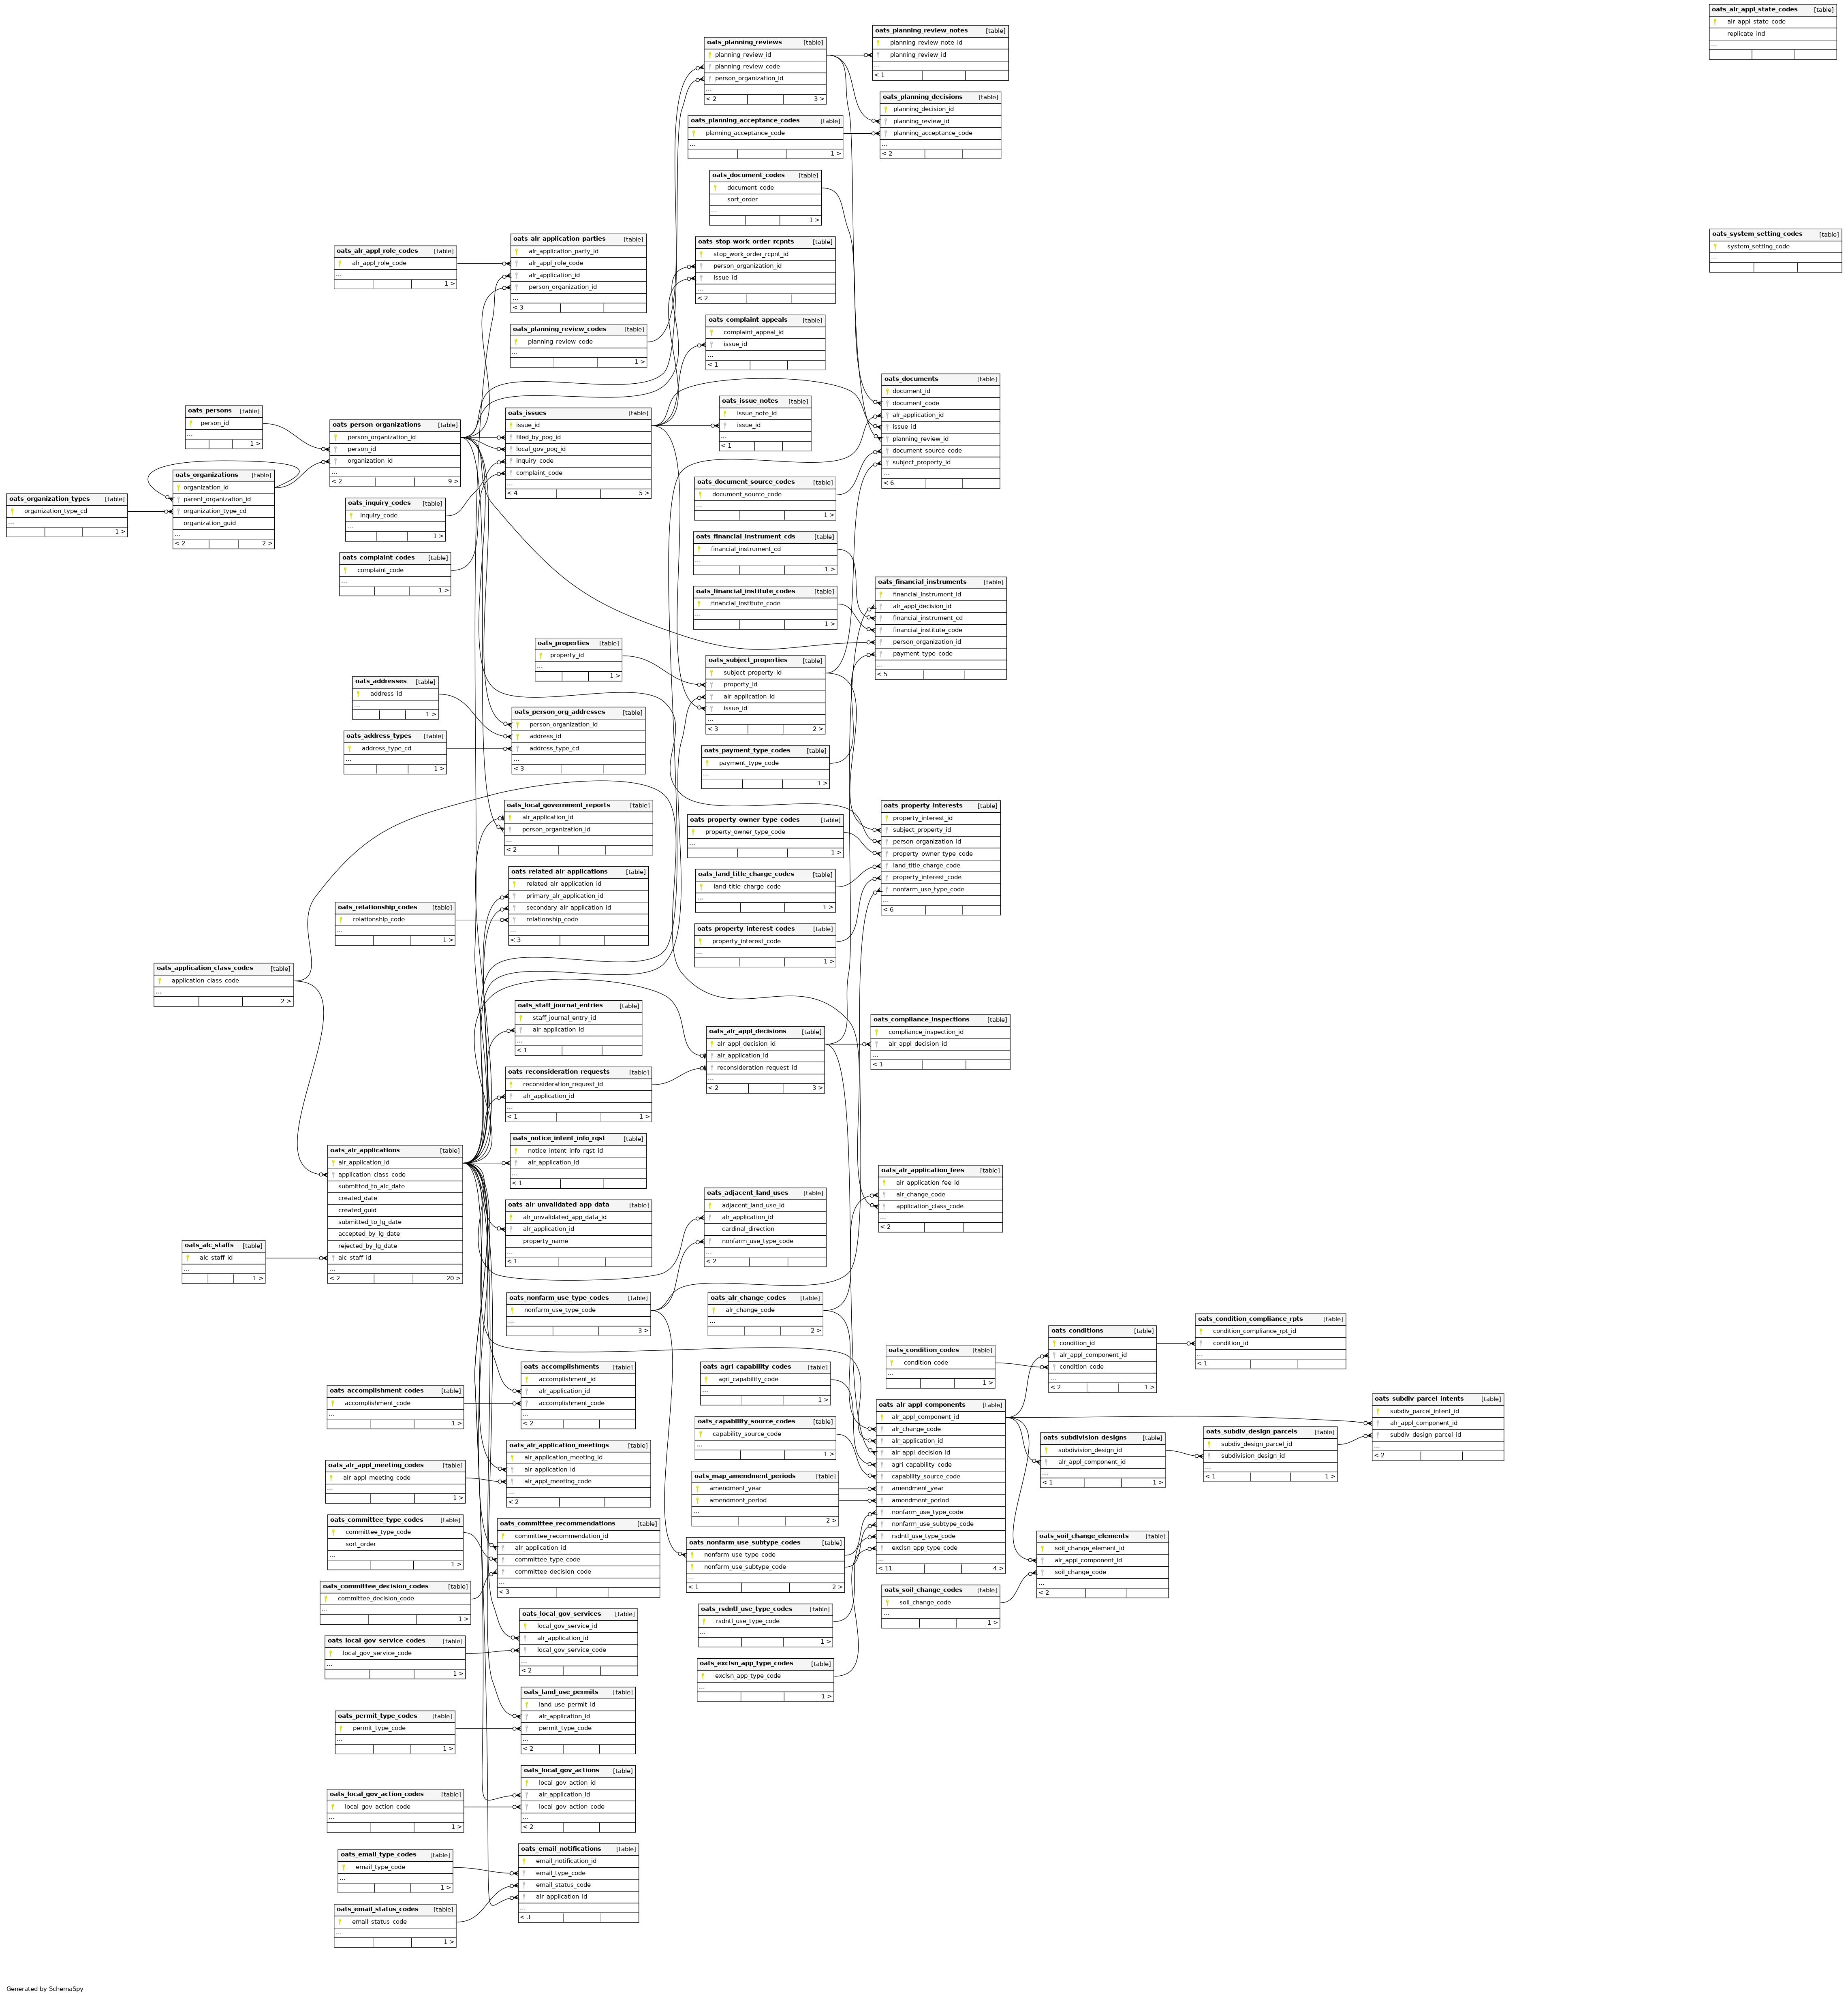 oats_alr_appl_state_codes [table]
alr_appl_state_code
replicate_ind
...
oats_system_setting_codes [table]
system_setting_code
...
oats_planning_reviews [table]
planning_review_id
planning_review_code
person_organization_id
...
< 2 3 >
oats_planning_review_notes [table]
planning_review_note_id
planning_review_id
...
< 1
oats_planning_decisions [table]
planning_decision_id
planning_review_id
planning_acceptance_code
...
< 2
oats_planning_acceptance_codes [table]
planning_acceptance_code
...
1 >
oats_document_codes [table]
document_code
sort_order
...
1 >
oats_alr_appl_role_codes [table]
alr_appl_role_code
...
1 >
oats_alr_application_parties [table]
alr_application_party_id
alr_appl_role_code
alr_application_id
person_organization_id
...
< 3
oats_stop_work_order_rcpnts [table]
stop_work_order_rcpnt_id
person_organization_id
issue_id
...
< 2
oats_planning_review_codes [table]
planning_review_code
...
1 >
oats_complaint_appeals [table]
complaint_appeal_id
issue_id
...
< 1
oats_documents [table]
document_id
document_code
alr_application_id
issue_id
planning_review_id
document_source_code
subject_property_id
...
< 6
oats_persons [table]
person_id
...
1 >
oats_person_organizations [table]
person_organization_id
person_id
organization_id
...
< 2 9 >
oats_issues [table]
issue_id
filed_by_pog_id
local_gov_pog_id
inquiry_code
complaint_code
...
< 4 5 >
oats_issue_notes [table]
issue_note_id
issue_id
...
< 1
oats_organization_types [table]
organization_type_cd
...
1 >
oats_organizations [table]
organization_id
parent_organization_id
organization_type_cd
organization_guid
...
< 2 2 >
oats_inquiry_codes [table]
inquiry_code
...
1 >
oats_complaint_codes [table]
complaint_code
...
1 >
oats_document_source_codes [table]
document_source_code
...
1 >
oats_financial_instrument_cds [table]
financial_instrument_cd
...
1 >
oats_financial_institute_codes [table]
financial_institute_code
...
1 >
oats_financial_instruments [table]
financial_instrument_id
alr_appl_decision_id
financial_instrument_cd
financial_institute_code
person_organization_id
payment_type_code
...
< 5
oats_properties [table]
property_id
...
1 >
oats_subject_properties [table]
subject_property_id
property_id
alr_application_id
issue_id
...
< 3 2 >
oats_addresses [table]
address_id
...
1 >
oats_address_types [table]
address_type_cd
...
1 >
oats_person_org_addresses [table]
person_organization_id
address_id
address_type_cd
...
< 3
oats_payment_type_codes [table]
payment_type_code
...
1 >
oats_local_government_reports [table]
alr_application_id
person_organization_id
...
< 2
oats_property_owner_type_codes [table]
property_owner_type_code
...
1 >
oats_property_interests [table]
property_interest_id
subject_property_id
person_organization_id
property_owner_type_code
land_title_charge_code
property_interest_code
nonfarm_use_type_code
...
< 6
oats_related_alr_applications [table]
related_alr_application_id
primary_alr_application_id
secondary_alr_application_id
relationship_code
...
< 3
oats_relationship_codes [table]
relationship_code
...
1 >
oats_land_title_charge_codes [table]
land_title_charge_code
...
1 >
oats_property_interest_codes [table]
property_interest_code
...
1 >
oats_application_class_codes [table]
application_class_code
...
2 >
oats_staff_journal_entries [table]
staff_journal_entry_id
alr_application_id
...
< 1
oats_alr_appl_decisions [table]
alr_appl_decision_id
alr_application_id
reconsideration_request_id
...
< 2 3 >
oats_compliance_inspections [table]
compliance_inspection_id
alr_appl_decision_id
...
< 1
oats_reconsideration_requests [table]
reconsideration_request_id
alr_application_id
...
< 1 1 >
oats_alr_applications [table]
alr_application_id
application_class_code
submitted_to_alc_date
created_date
created_guid
submitted_to_lg_date
accepted_by_lg_date
rejected_by_lg_date
alc_staff_id
...
< 2 20 >
oats_alc_staffs [table]
alc_staff_id
...
1 >
oats_notice_intent_info_rqst [table]
notice_intent_info_rqst_id
alr_application_id
...
< 1
oats_alr_unvalidated_app_data [table]
alr_unvalidated_app_data_id
alr_application_id
property_name
...
< 1
oats_adjacent_land_uses [table]
adjacent_land_use_id
alr_application_id
cardinal_direction
nonfarm_use_type_code
...
< 2
oats_alr_application_fees [table]
alr_application_fee_id
alr_change_code
application_class_code
...
< 2
oats_nonfarm_use_type_codes [table]
nonfarm_use_type_code
...
3 >
oats_alr_change_codes [table]
alr_change_code
...
2 >
oats_condition_codes [table]
condition_code
...
1 >
oats_conditions [table]
condition_id
alr_appl_component_id
condition_code
...
< 2 1 >
oats_condition_compliance_rpts [table]
condition_compliance_rpt_id
condition_id
...
< 1
oats_accomplishment_codes [table]
accomplishment_code
...
1 >
oats_accomplishments [table]
accomplishment_id
alr_application_id
accomplishment_code
...
< 2
oats_agri_capability_codes [table]
agri_capability_code
...
1 >
oats_capability_source_codes [table]
capability_source_code
...
1 >
oats_alr_appl_components [table]
alr_appl_component_id
alr_change_code
alr_application_id
alr_appl_decision_id
agri_capability_code
capability_source_code
amendment_year
amendment_period
nonfarm_use_type_code
nonfarm_use_subtype_code
rsdntl_use_type_code
exclsn_app_type_code
...
< 11 4 >
oats_subdivision_designs [table]
subdivision_design_id
alr_appl_component_id
...
< 1 1 >
oats_subdiv_design_parcels [table]
subdiv_design_parcel_id
subdivision_design_id
...
< 1 1 >
oats_subdiv_parcel_intents [table]
subdiv_parcel_intent_id
alr_appl_component_id
subdiv_design_parcel_id
...
< 2
oats_alr_appl_meeting_codes [table]
alr_appl_meeting_code
...
1 >
oats_alr_application_meetings [table]
alr_application_meeting_id
alr_application_id
alr_appl_meeting_code
...
< 2
oats_map_amendment_periods [table]
amendment_year
amendment_period
...
2 >
oats_committee_type_codes [table]
committee_type_code
sort_order
...
1 >
oats_committee_recommendations [table]
committee_recommendation_id
alr_application_id
committee_type_code
committee_decision_code
...
< 3
oats_nonfarm_use_subtype_codes [table]
nonfarm_use_type_code
nonfarm_use_subtype_code
...
< 1 2 >
oats_soil_change_elements [table]
soil_change_element_id
alr_appl_component_id
soil_change_code
...
< 2
oats_soil_change_codes [table]
soil_change_code
...
1 >
oats_committee_decision_codes [table]
committee_decision_code
...
1 >
oats_local_gov_services [table]
local_gov_service_id
alr_application_id
local_gov_service_code
...
< 2
oats_local_gov_service_codes [table]
local_gov_service_code
...
1 >
oats_rsdntl_use_type_codes [table]
rsdntl_use_type_code
...
1 >
oats_exclsn_app_type_codes [table]
exclsn_app_type_code
...
1 >
oats_land_use_permits [table]
land_use_permit_id
alr_application_id
permit_type_code
...
< 2
oats_permit_type_codes [table]
permit_type_code
...
1 >
oats_local_gov_actions [table]
local_gov_action_id
alr_application_id
local_gov_action_code
...
< 2
oats_local_gov_action_codes [table]
local_gov_action_code
...
1 >
oats_email_notifications [table]
email_notification_id
email_type_code
email_status_code
alr_application_id
...
< 3
oats_email_type_codes [table]
email_type_code
...
1 >
oats_email_status_codes [table]
email_status_code
...
1 >
Generated by SchemaSpy